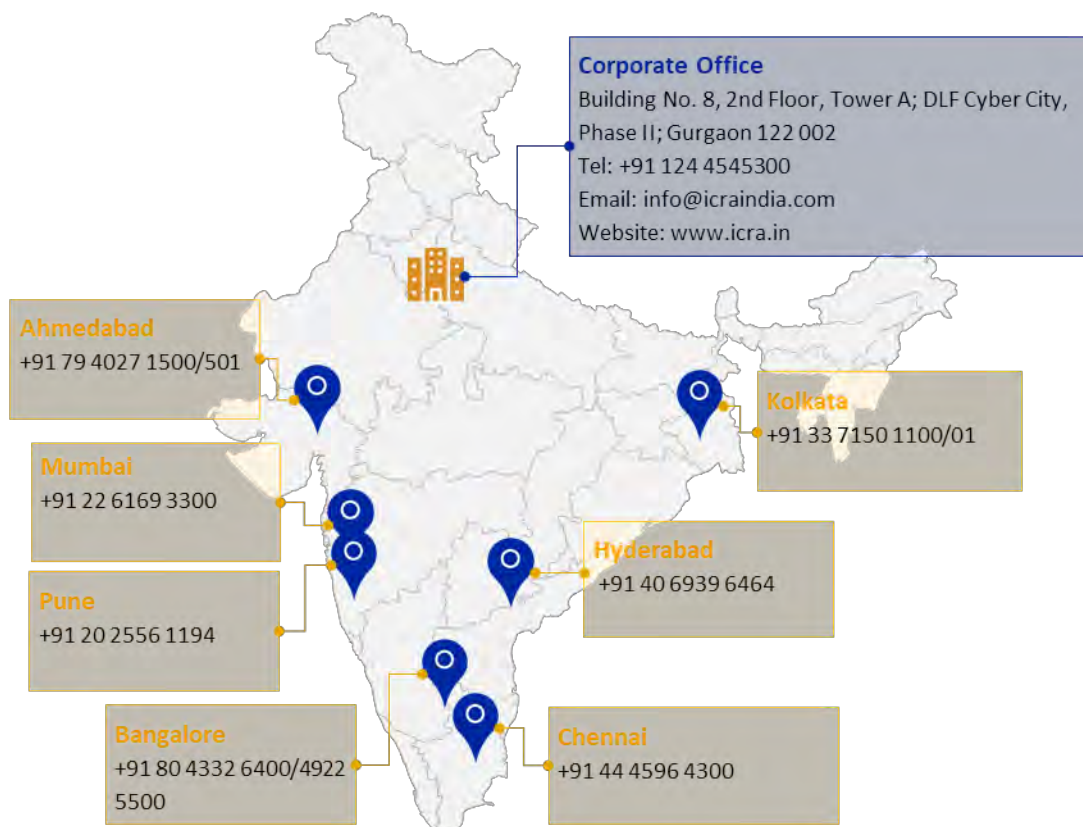 Corporate Office
Building No. 8, 2nd Floor, Tower A; DLF Cyber City,
Phase II; Gurgaon 122 002
Tel: +91 124 4545300
Email: info@icraindia.com
Website: www.icra.in
Ahmedabad
+91 79 4027 1500/501
Kolkata
+91 33 7150 1100/01
Mumbai
+91 22 6169 3300
Hyderabad
+91 40 6939 6464
Pune
+91 20 2556 1194
Bangalore
+91 80 4332 6400/4922
5500
Chennai
+91 44 4596 4300